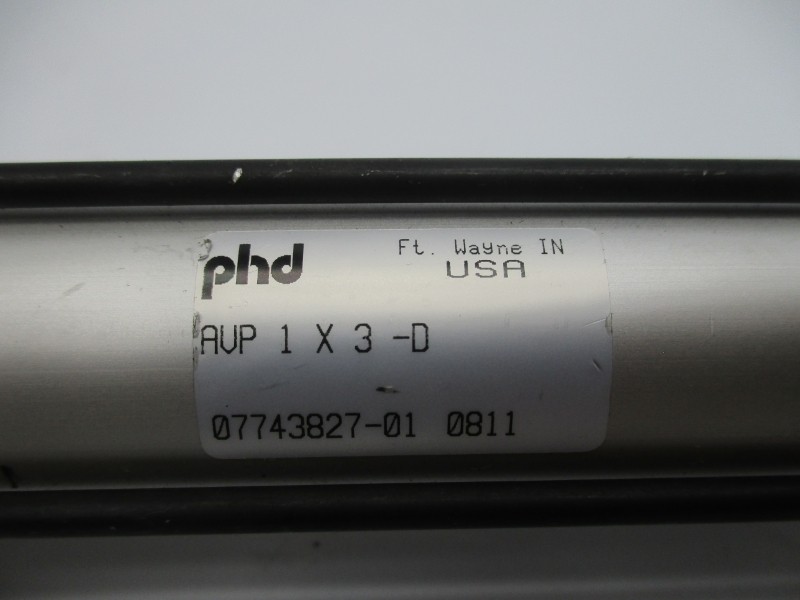 phd Ft. Wayne IN
USA
AVP 1 X 3 -D
07743827-01 0811